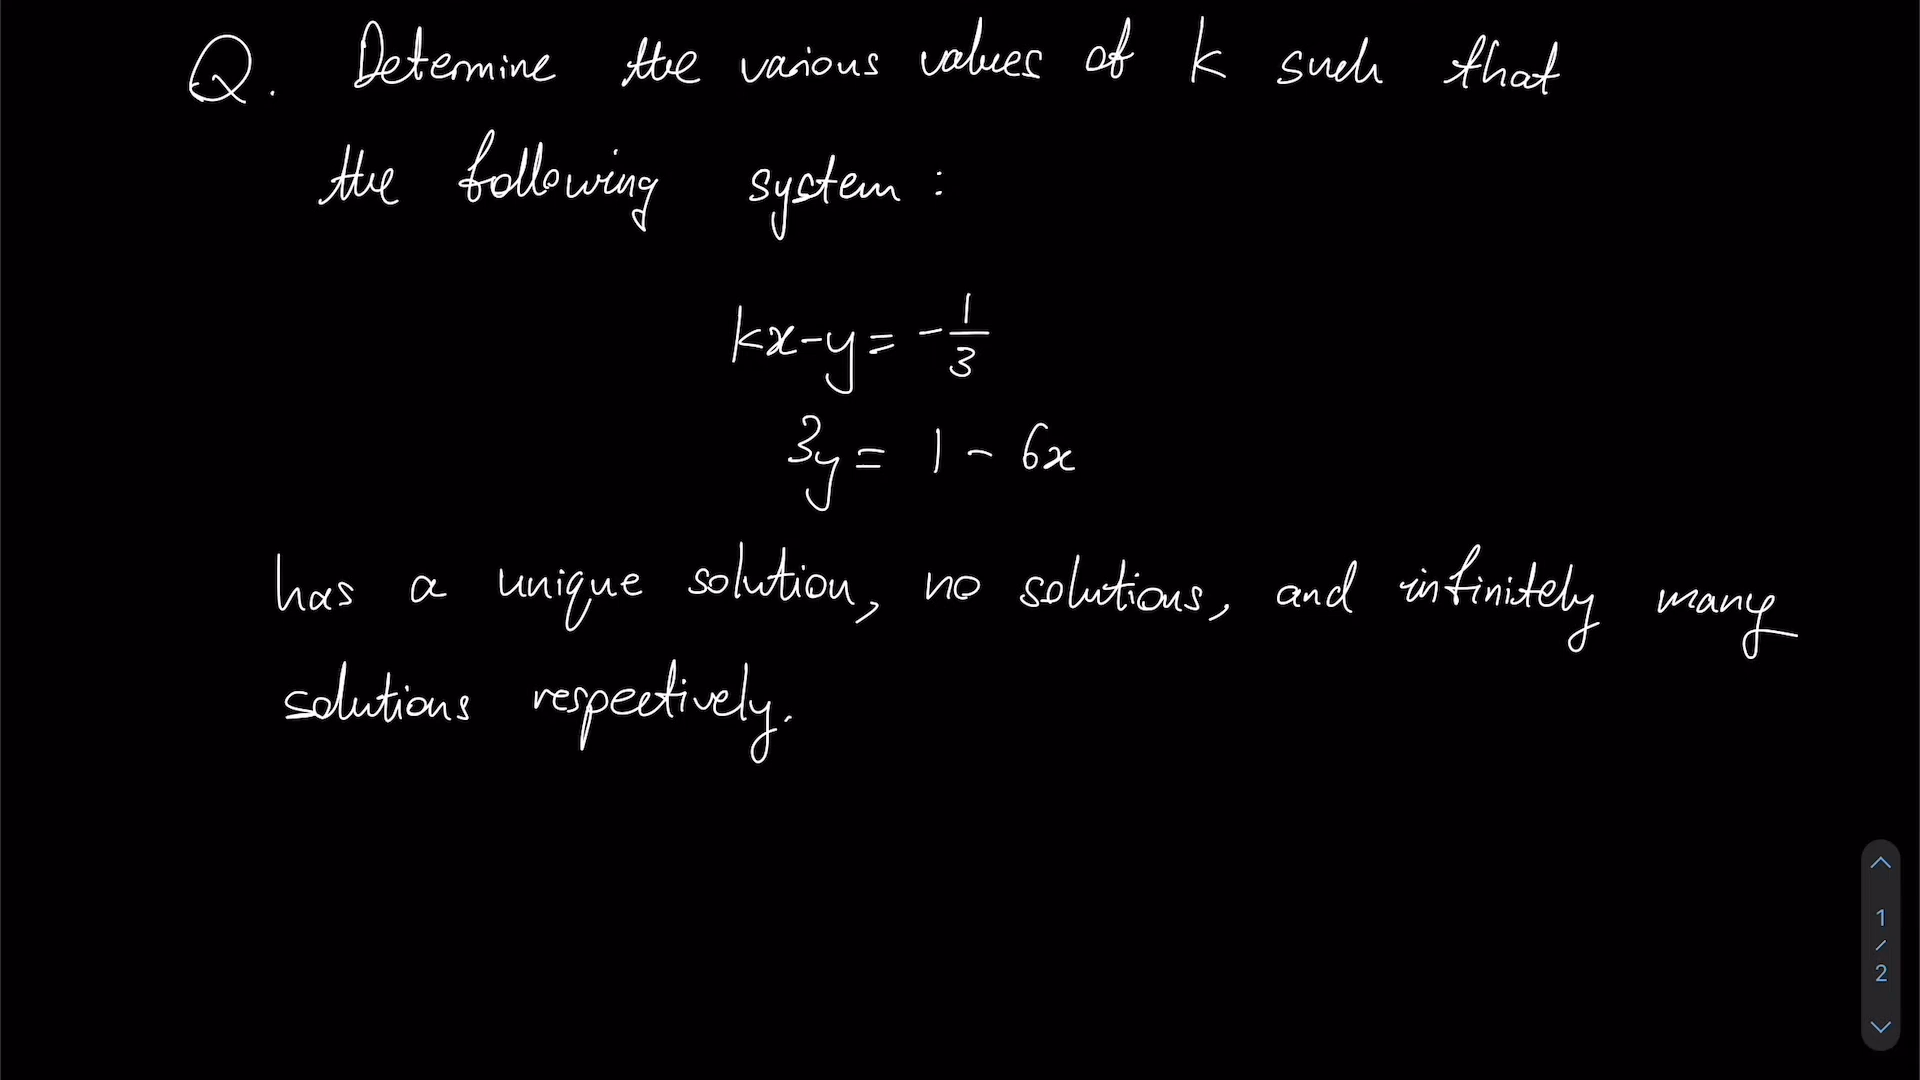 Q. Determine the various values of k such that
the following system:
kx-y = -1/3
3y = 1 - 6x
has a unique solution, no solutions, and infinitely many
solutions respectively.
1
/
2